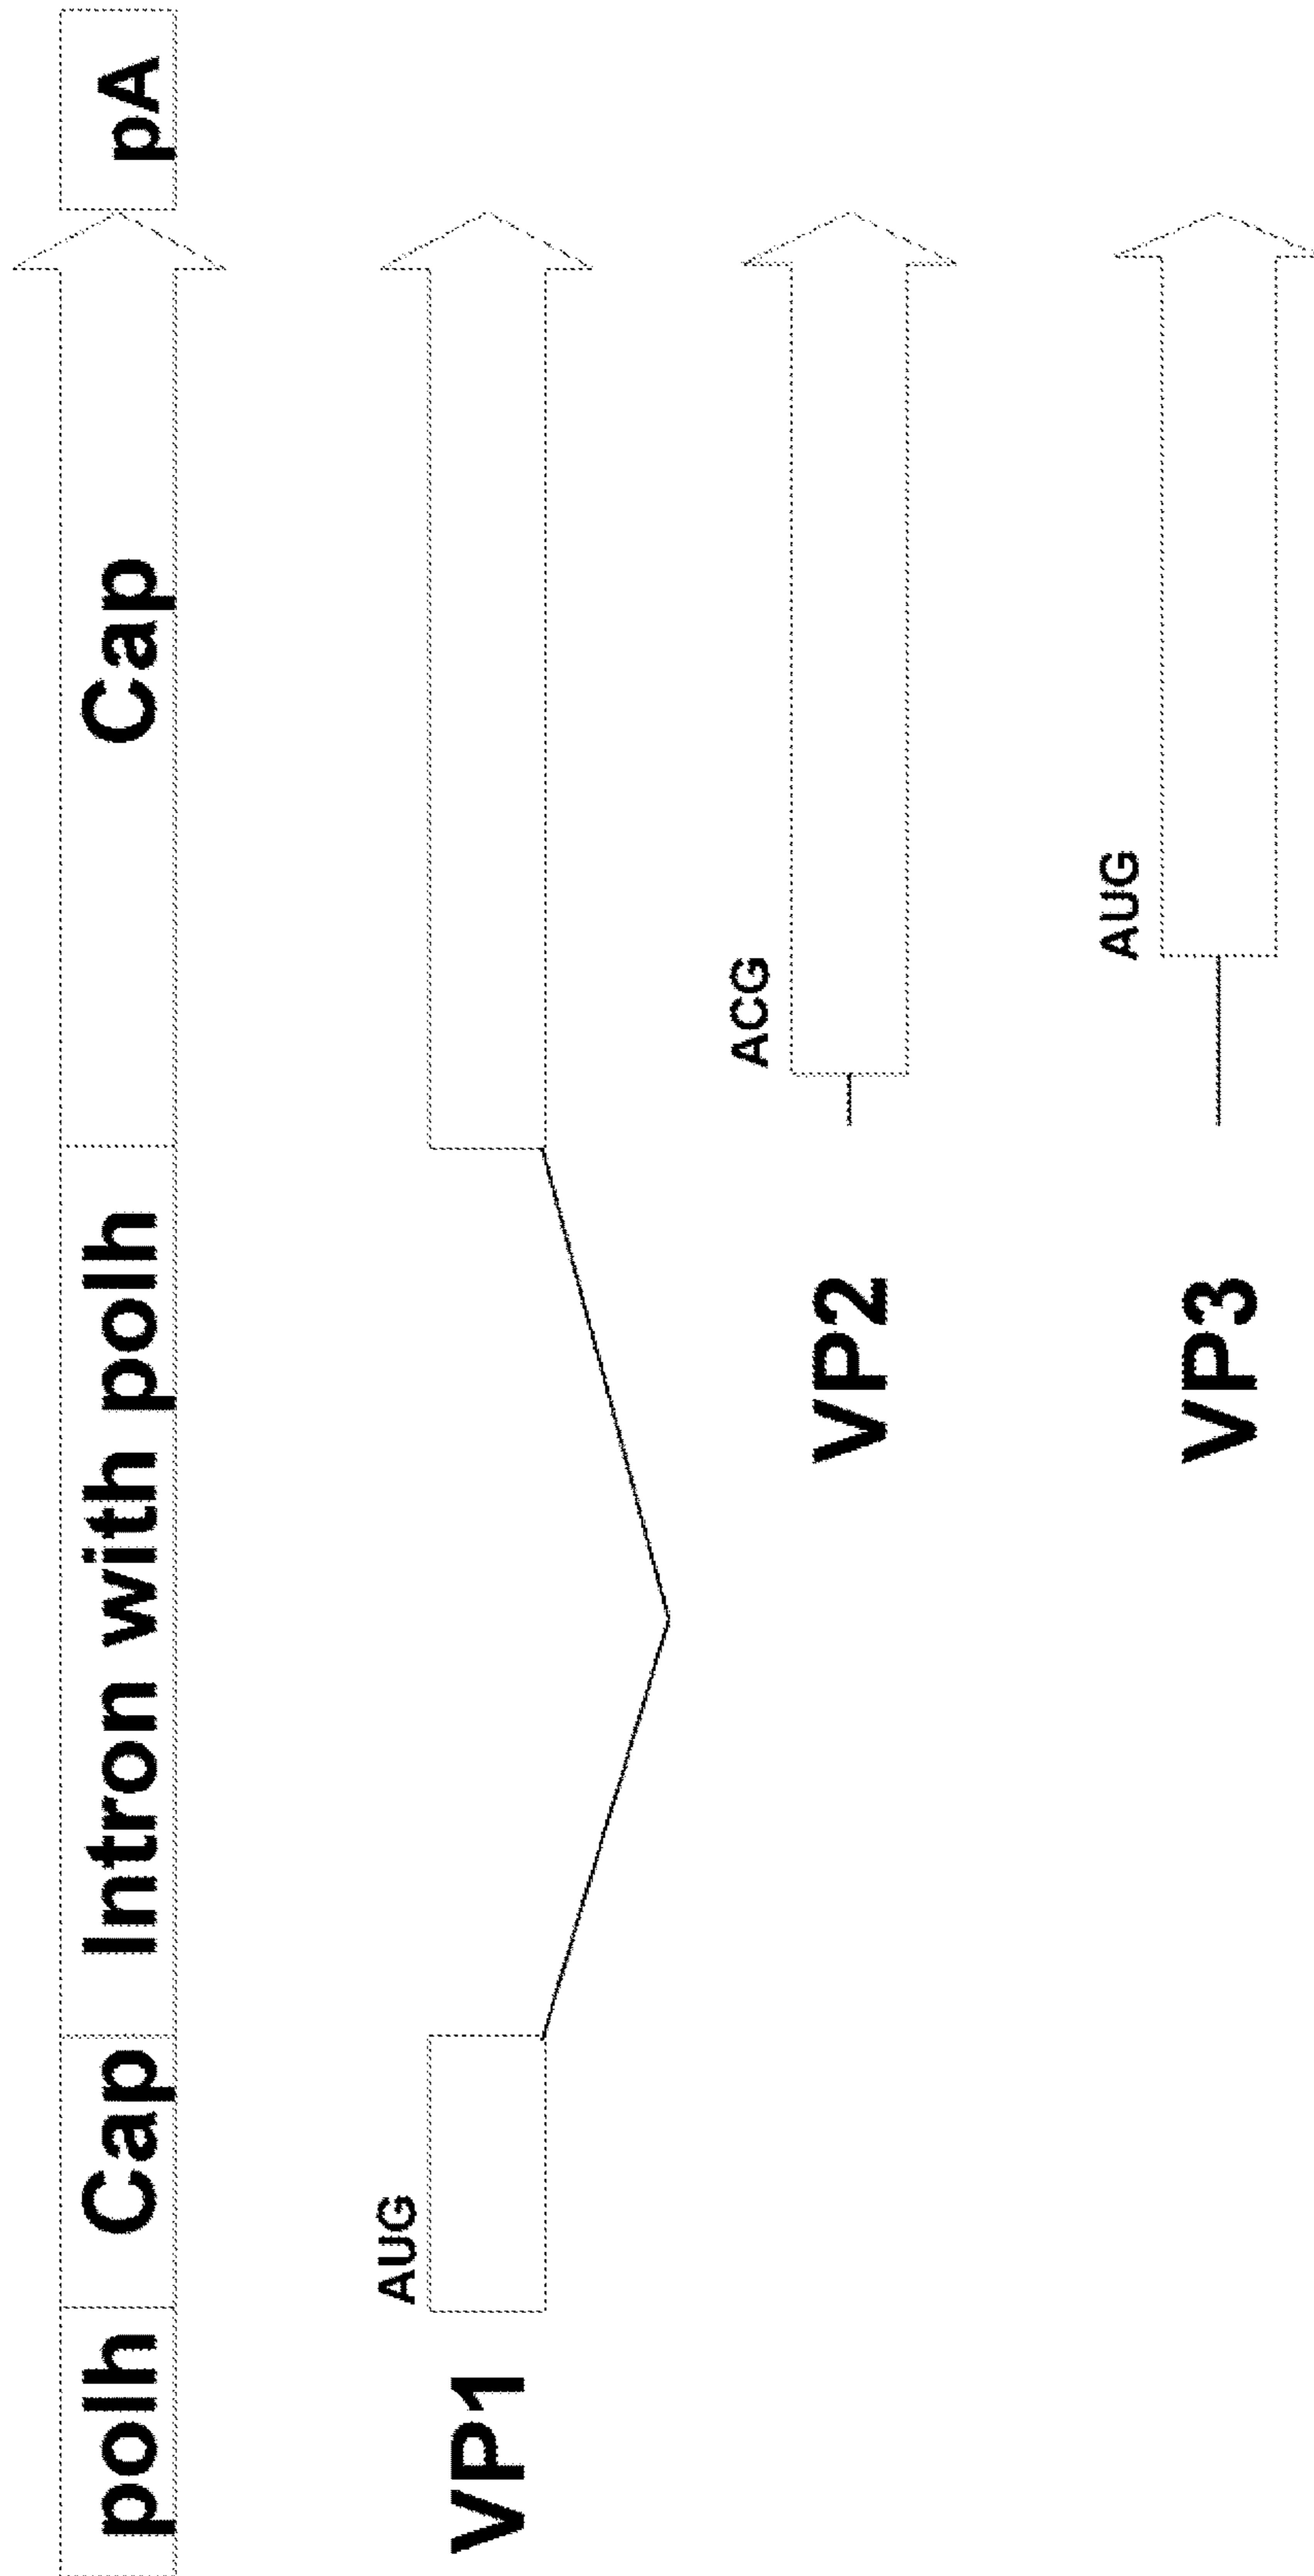 polh Cap Intron with polh Cap pA
AUG
VP1
ACG
VP2
AUG
VP3